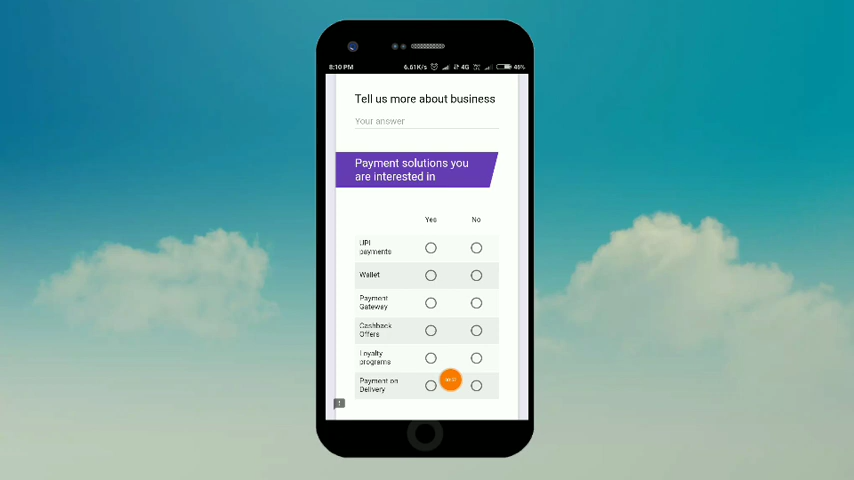 8:10 PM 6.61K/s 4G 46%
Tell us more about business
Your answer
Payment solutions you
are interested in
Yes No
UPI
payments
Wallet
Payment
Gateway
Cashback
Offers
Loyalty
programs
Payment on
Delivery